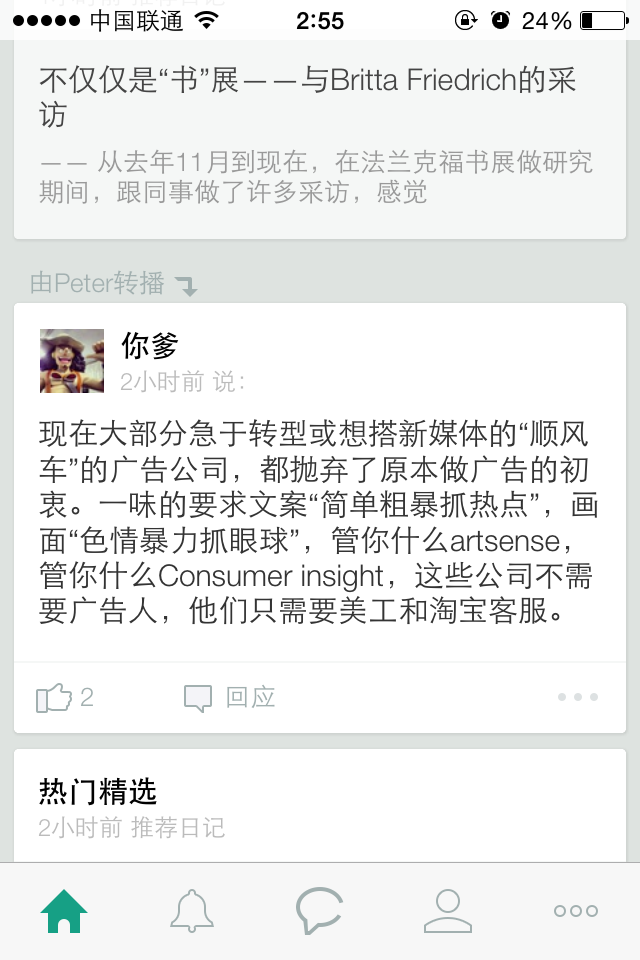 中国联通 2:55 24%
不仅仅是“书”展——与Britta Friedrich的采
访
—— 从去年11月到现在，在法兰克福书展做研究
期间，跟同事做了许多采访，感觉
由Peter转播
你爹
2小时前 说：
现在大部分急于转型或想搭新媒体的“顺风
车”的广告公司，都抛弃了原本做广告的初
衷。一味的要求文案“简单粗暴抓热点”，画
面“色情暴力抓眼球”，管你什么artsense，
管你什么Consumer insight，这些公司不需
要广告人，他们只需要美工和淘宝客服。
2 回应
热门精选
2小时前 推荐日记